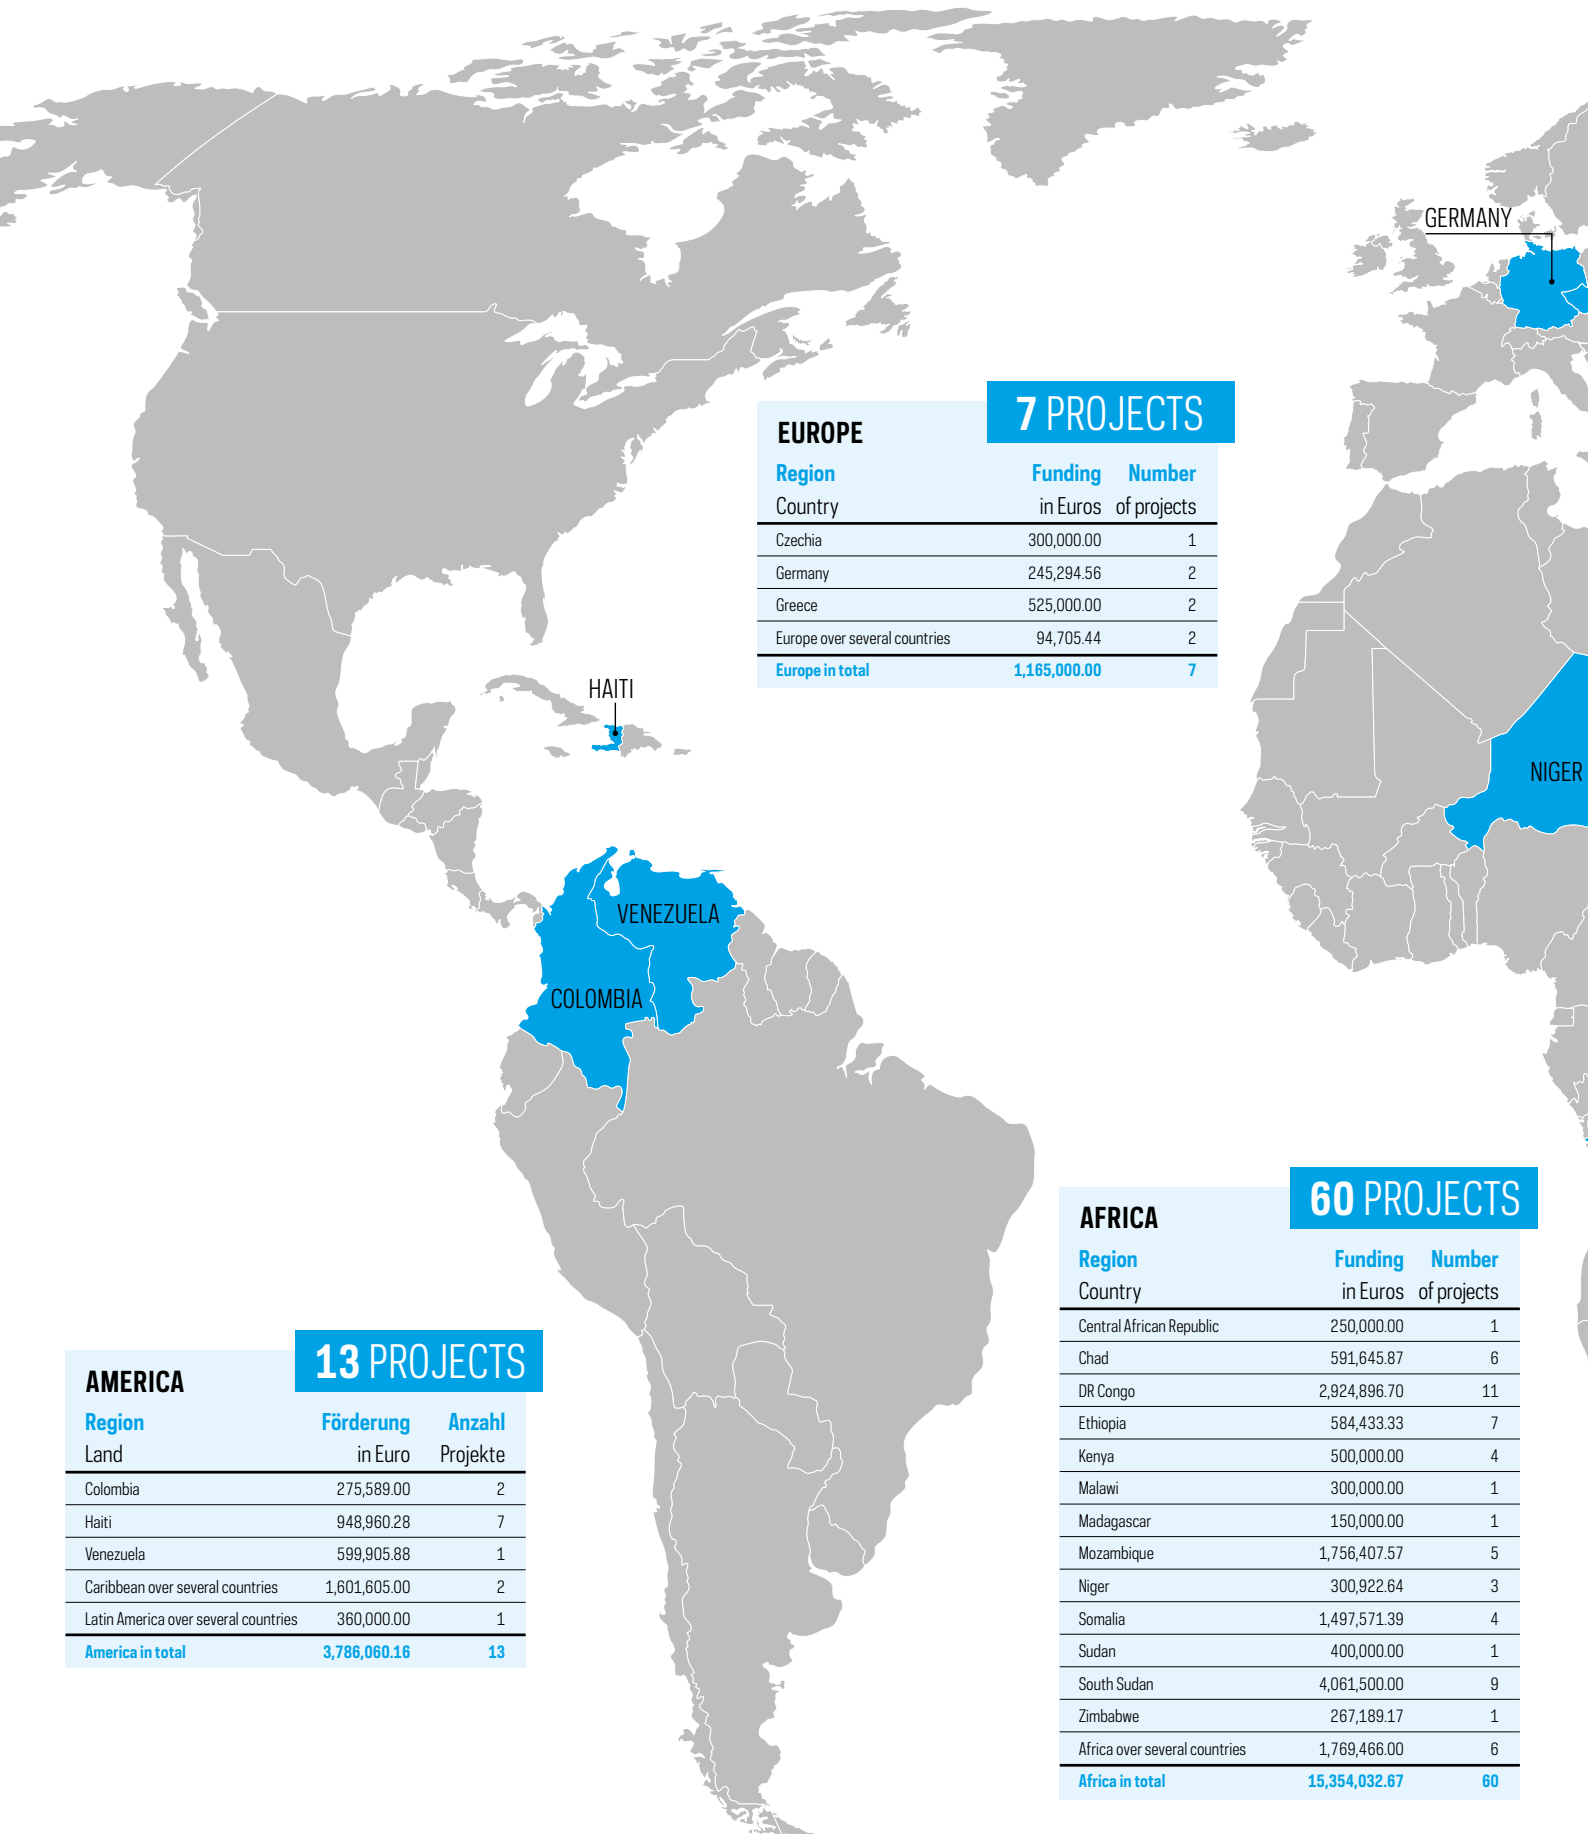 GERMANY
7 PROJECTS
EUROPE
Region Funding Number
Country in Euros of projects
Czechia 300,000.00 1
Germany 245,294.56 2
Greece 525,000.00 2
Europe over several countries 94,705.44 2
Europe in total 1,165,000.00 7
HAITI
NIGER
VENEZUELA
COLOMBIA
60 PROJECTS
AFRICA
Region Funding Number
Country in Euros of projects
Central African Republic 250,000.00 1
Chad 591,645.87 6
DR Congo 2,924,896.70 11
Ethiopia 584,433.33 7
Kenya 500,000.00 4
Malawi 300,000.00 1
Madagascar 150,000.00 1
Mozambique 1,756,407.57 5
Niger 300,922.64 3
Somalia 1,497,571.39 4
Sudan 400,000.00 1
South Sudan 4,061,500.00 9
Zimbabwe 267,189.17 1
Africa over several countries 1,769,466.00 6
Africa in total 15,354,032.67 60
13 PROJECTS
AMERICA
Region Förderung Anzahl
Land in Euro Projekte
Colombia 275,589.00 2
Haiti 948,960.28 7
Venezuela 599,905.88 1
Caribbean over several countries 1,601,605.00 2
Latin America over several countries 360,000.00 1
America in total 3,786,060.16 13